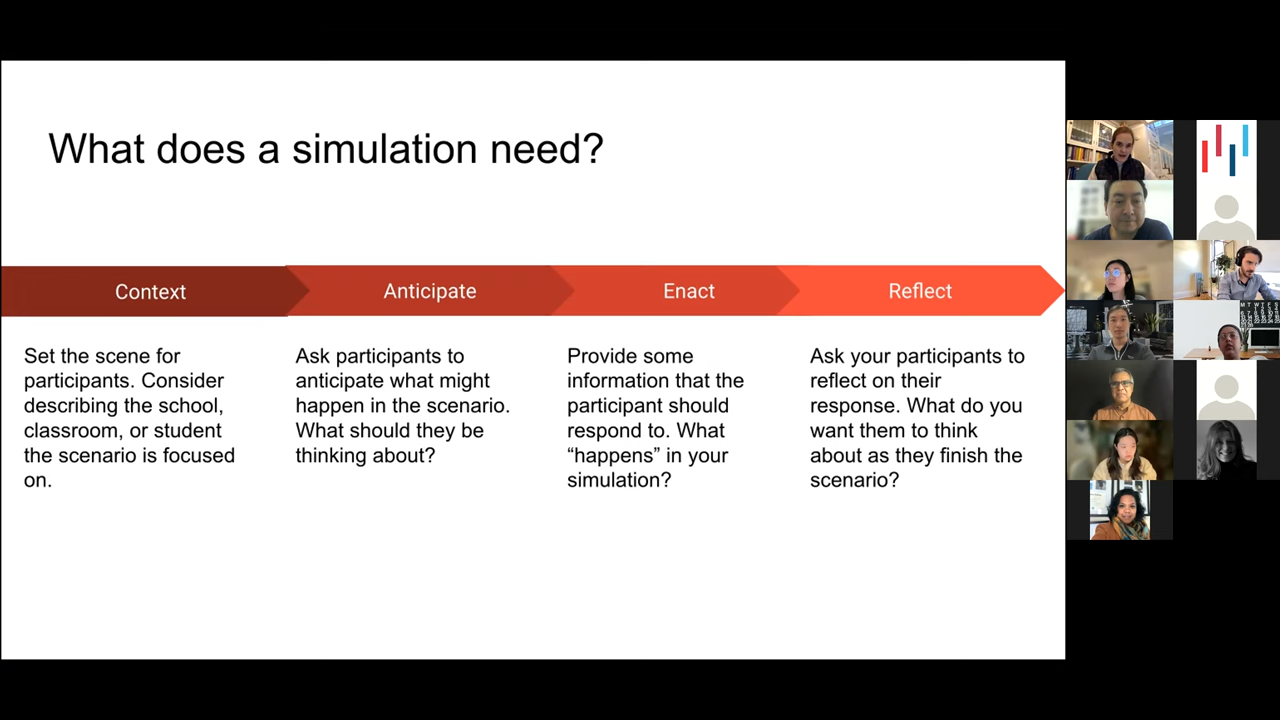 What does a simulation need?
Context
Anticipate
Enact
Reflect
Set the scene for
participants. Consider
describing the school,
classroom, or student
the scenario is focused
on.
Ask participants to
anticipate what might
happen in the scenario.
What should they be
thinking about?
Provide some
information that the
participant should
respond to. What
“happens” in your
simulation?
Ask your participants to
reflect on their
response. What do you
want them to think
about as they finish the
scenario?
M T W T F S